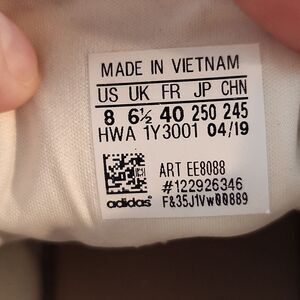 MADE IN VIETNAM
US UK FR JP CHN
8 6½ 40 250 245
HWA 1Y3001 04/19
ART EE8088
#122926346
adidas F&35J1Vw00889